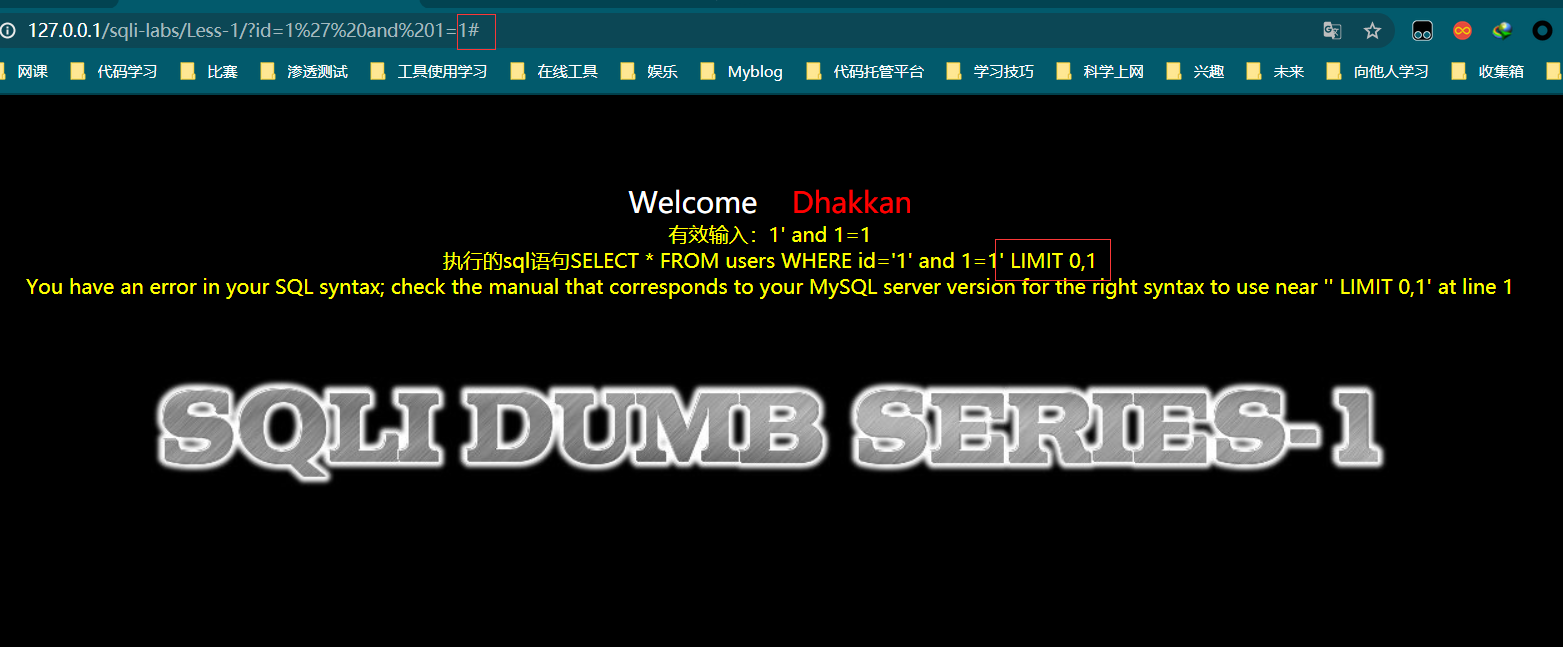 127.0.0.1/sqli-labs/Less-1/?id=1%27%20and%201=1#
网课 代码学习 比赛 渗透测试 工具使用学习 在线工具 娱乐 Myblog 代码托管平台 学习技巧 科学上网 兴趣 未来 向他人学习 收集箱
Welcome Dhakkan
有效输入：1' and 1=1
执行的sql语句SELECT * FROM users WHERE id='1' and 1=1' LIMIT 0,1
You have an error in your SQL syntax; check the manual that corresponds to your MySQL server version for the right syntax to use near '' LIMIT 0,1' at line 1
SQLI DUMB SERIES-1